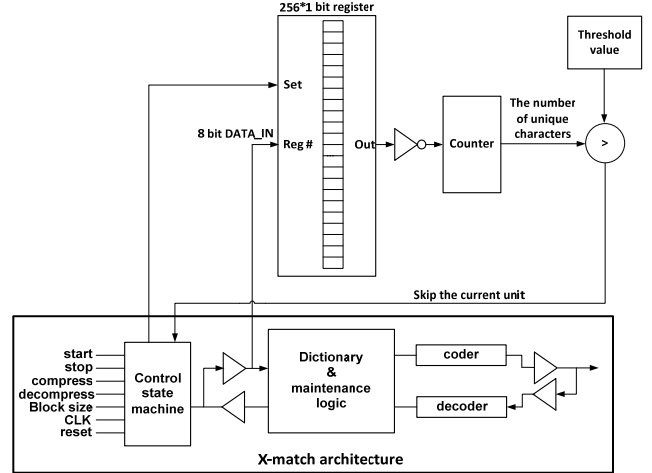 256*1 bit register
Threshold
value
Set
The number
of unique
characters
8 bit DATA_IN
Reg #
...
Out
Counter
>
Skip the current unit
start
stop
compress
decompress
Block size
CLK
reset
Control
state
machine
Dictionary
&
maintenance
logic
coder
decoder
X-match architecture